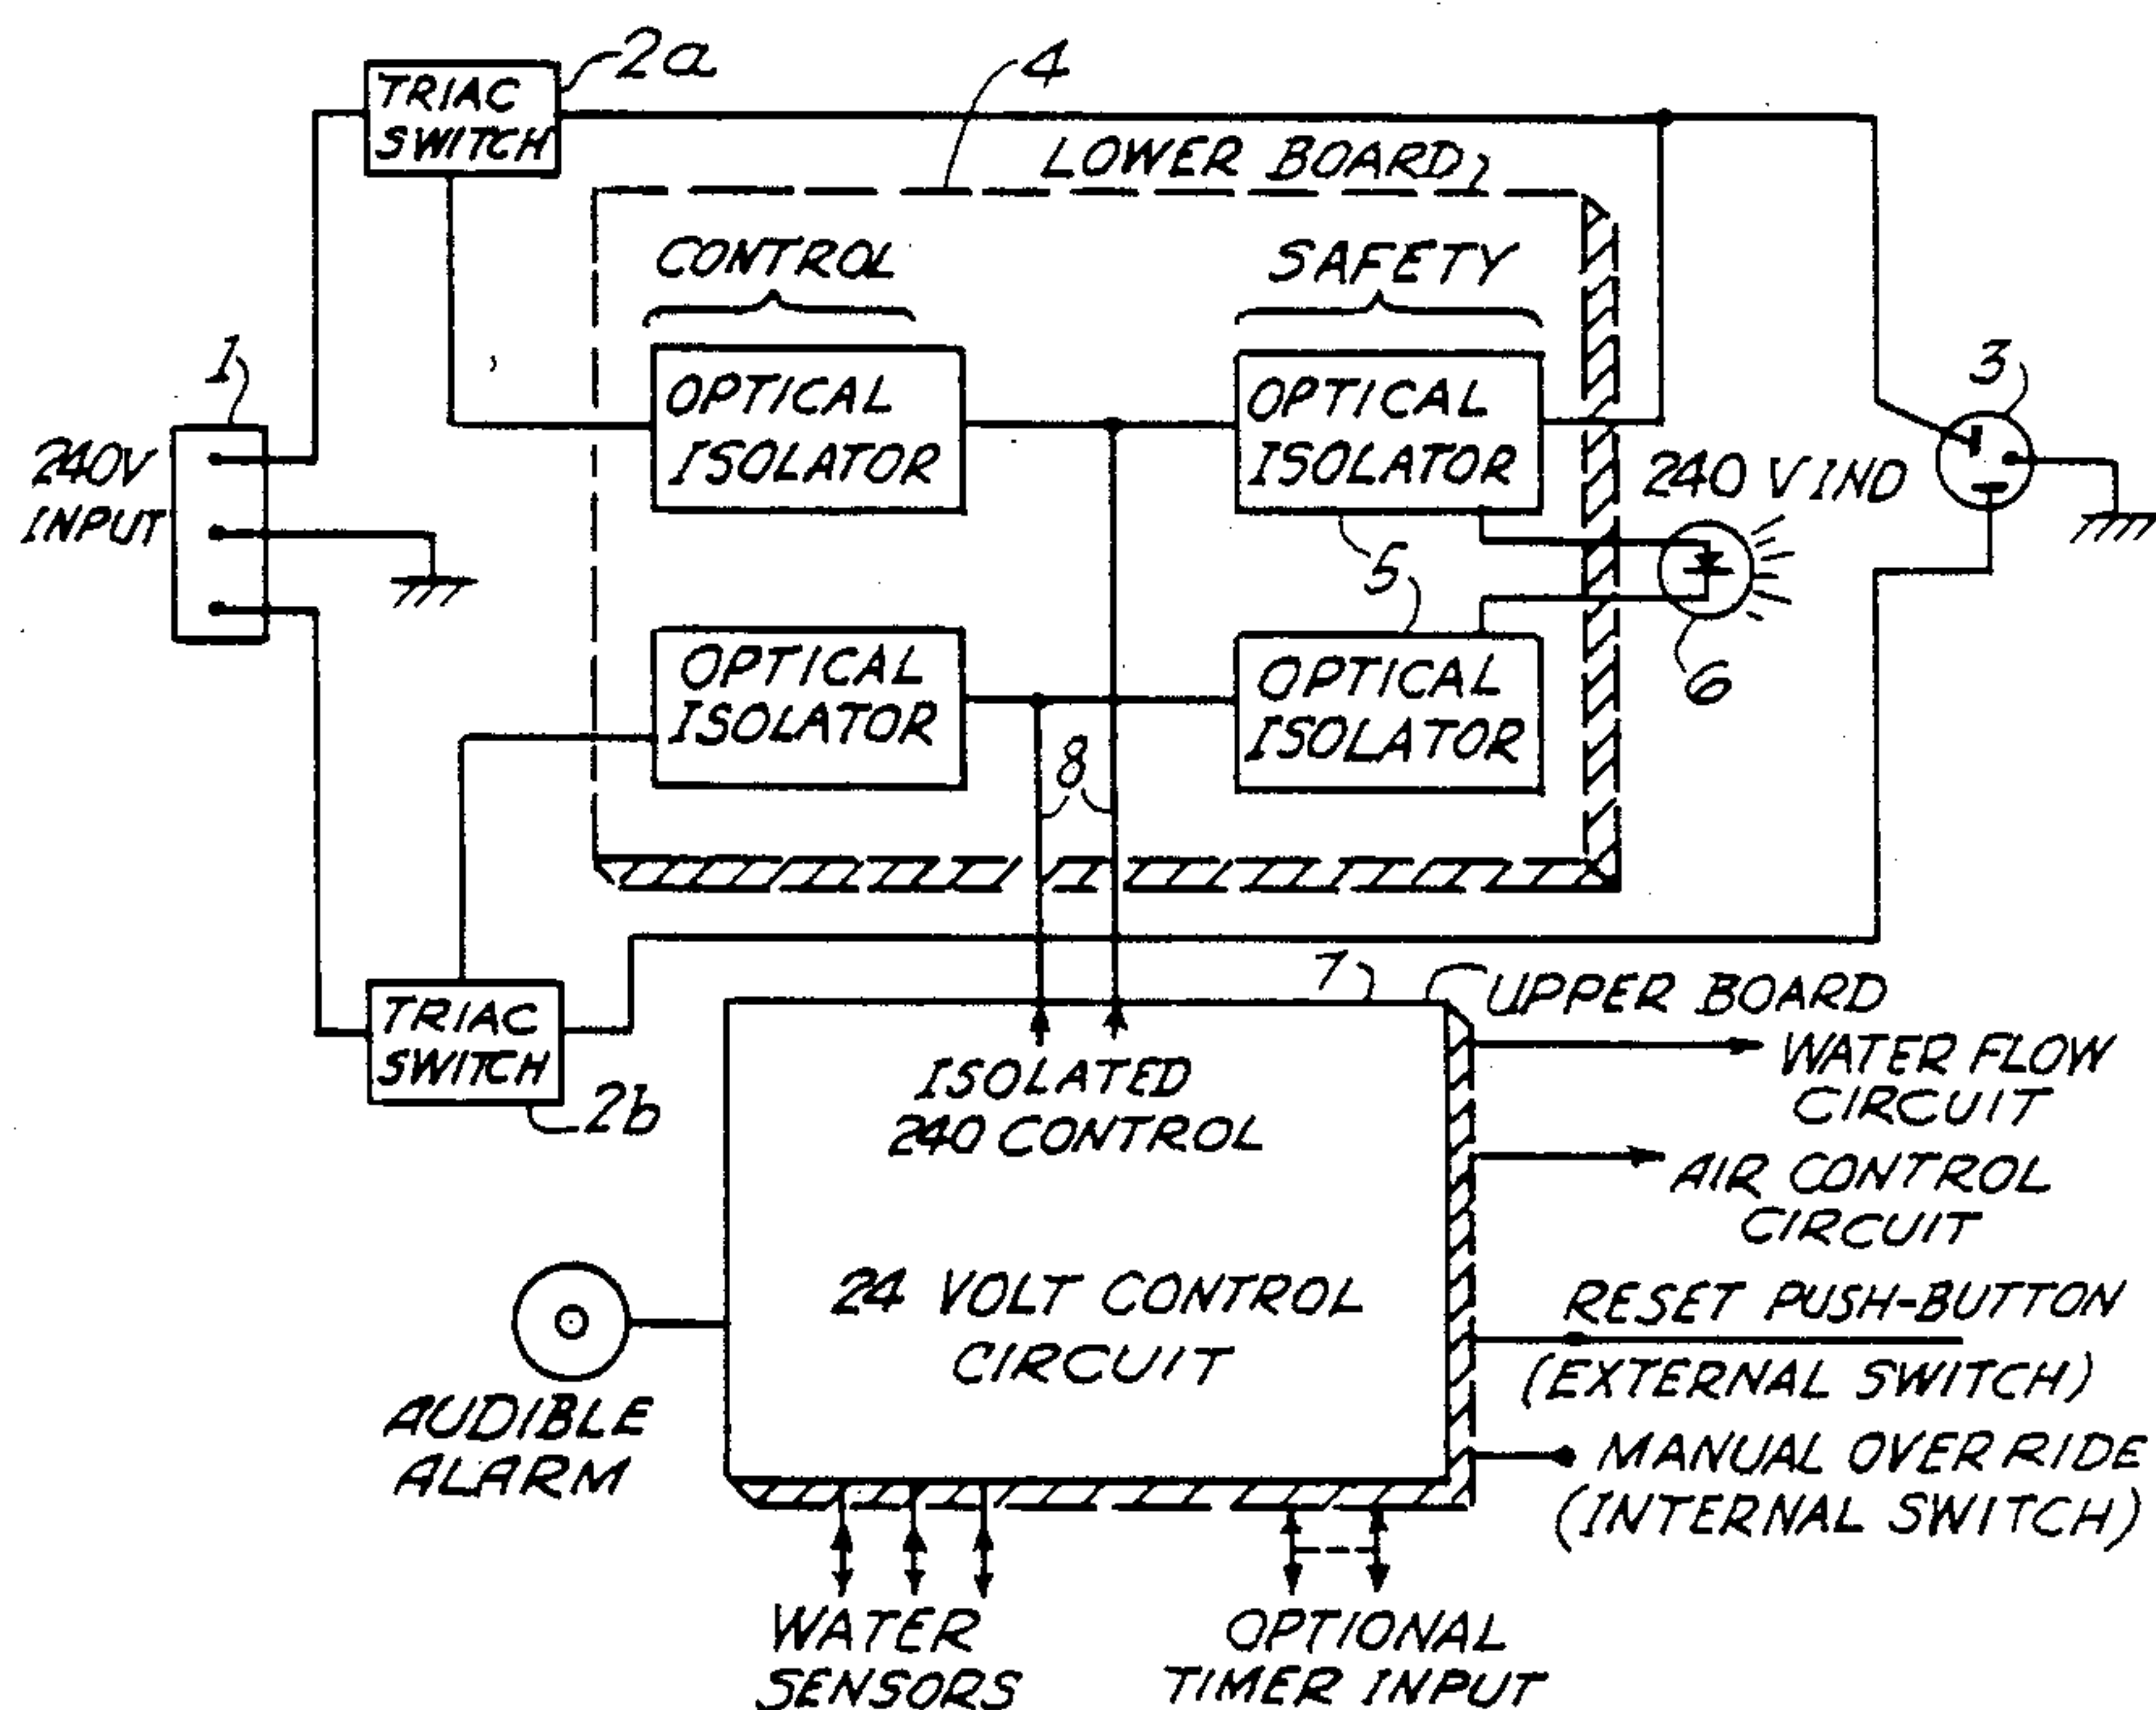 2a
4
TRIAC
SWITCH
LOWER BOARD
CONTROL
SAFETY
1
3
OPTICAL
ISOLATOR
OPTICAL
ISOLATOR
240V
INPUT
240 V IND
5
6
OPTICAL
ISOLATOR
OPTICAL
ISOLATOR
8
7
UPPER BOARD
TRIAC
SWITCH
2b
ISOLATED
240 CONTROL
WATER FLOW
CIRCUIT
AIR CONTROL
CIRCUIT
24 VOLT CONTROL
CIRCUIT
RESET PUSH-BUTTON
(EXTERNAL SWITCH)
AUDIBLE
ALARM
MANUAL OVERRIDE
(INTERNAL SWITCH)
WATER
SENSORS
OPTIONAL
TIMER INPUT